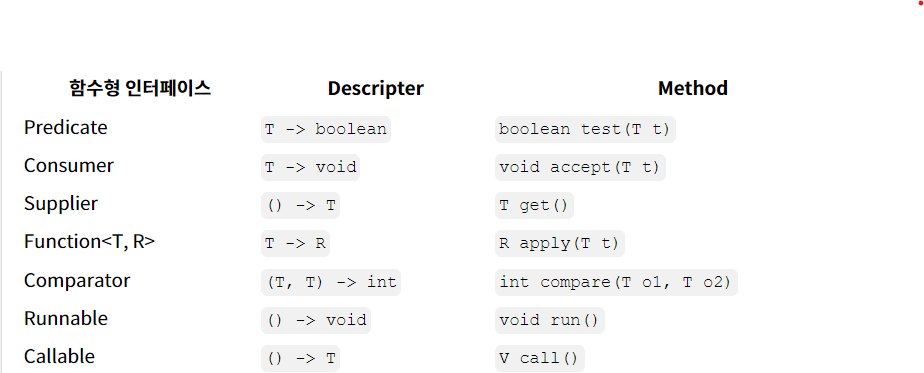 함수형 인터페이스 Descripter Method
Predicate T -> boolean boolean test(T t)
Consumer T -> void void accept(T t)
Supplier () -> T T get()
Function<T, R> T -> R R apply(T t)
Comparator (T, T) -> int int compare(T o1, T o2)
Runnable () -> void void run()
Callable () -> T V call()